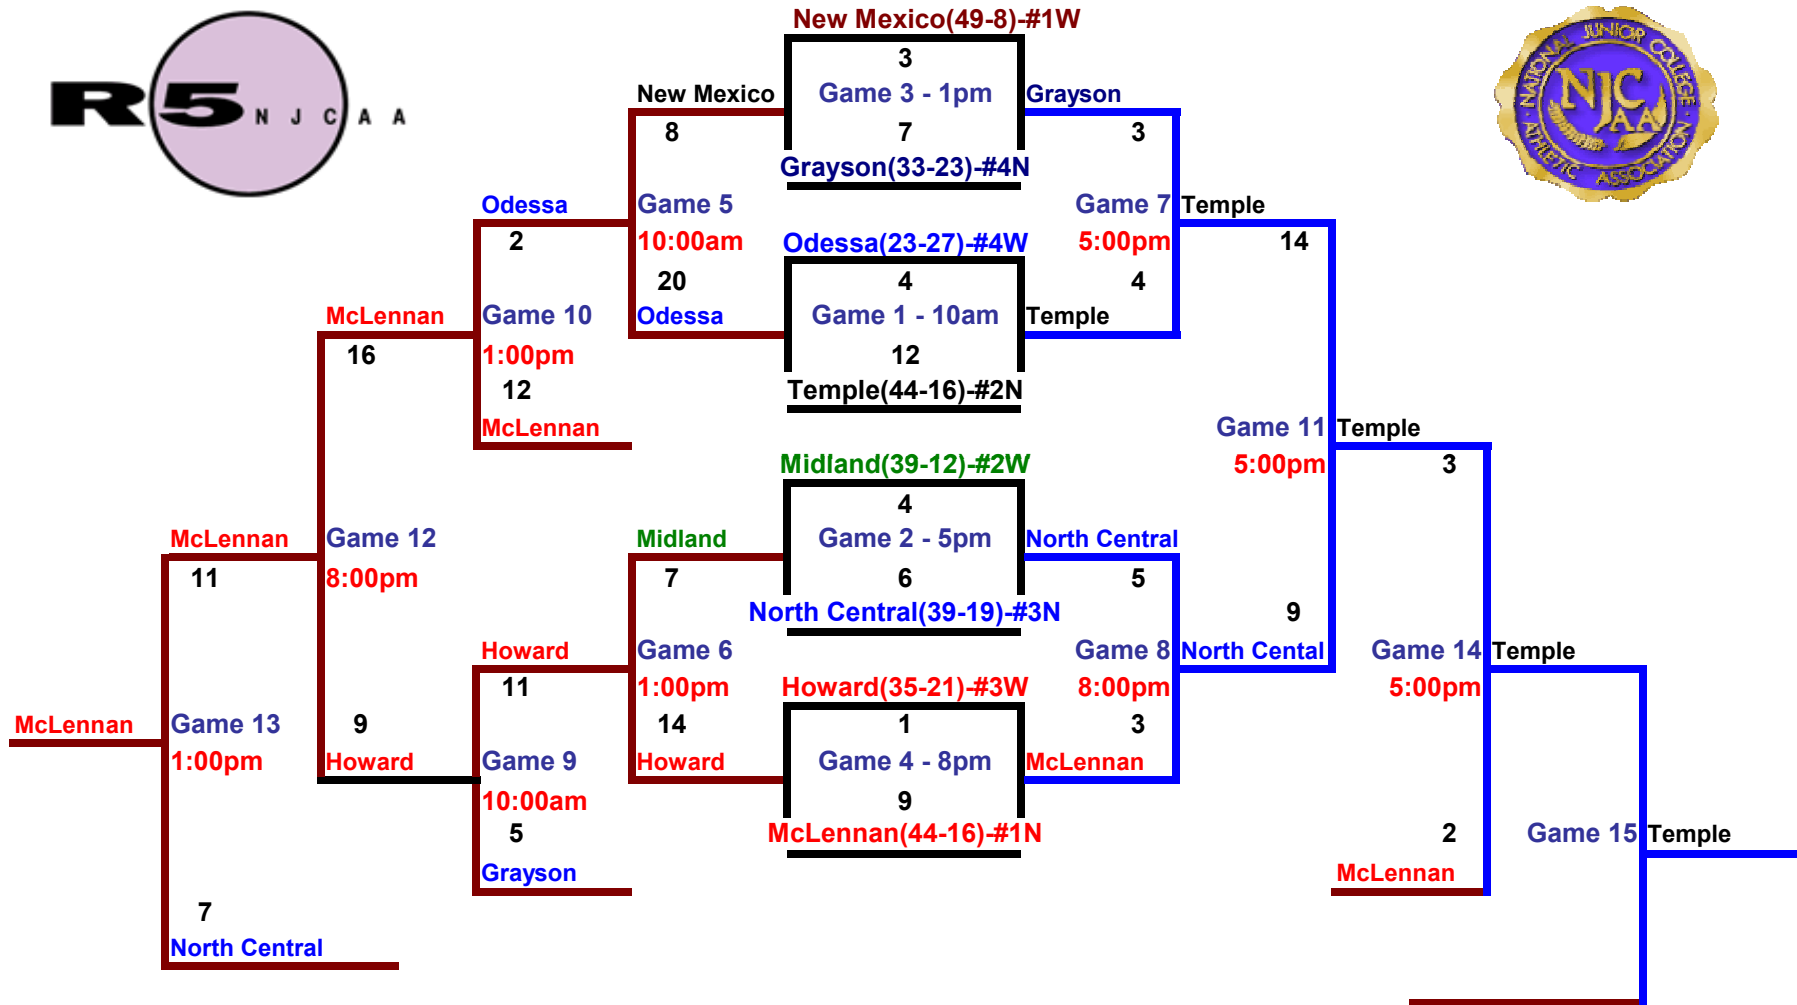 New Mexico(49-8)-#1W
R5 NJCAA
NATIONAL JUNIOR COLLEGE ATHLETIC ASSOCIATION
NJCAA
3
New Mexico
Game 3 - 1pm
Grayson
8
7
3
Grayson(33-23)-#4N
Odessa
Game 5
Game 7
Temple
2
10:00am
Odessa(23-27)-#4W
5:00pm
14
20
4
4
McLennan
Game 10
Odessa
Game 1 - 10am
Temple
16
1:00pm
12
12
Temple(44-16)-#2N
McLennan
Game 11
Temple
Midland(39-12)-#2W
5:00pm
3
4
McLennan
Game 12
Midland
Game 2 - 5pm
North Central
11
8:00pm
7
6
5
North Central(39-19)-#3N
9
Howard
Game 6
Game 8
North Cental
Game 14
Temple
11
1:00pm
Howard(35-21)-#3W
8:00pm
5:00pm
McLennan
Game 13
9
14
1
3
1:00pm
Howard
Game 9
Howard
Game 4 - 8pm
McLennan
10:00am
9
5
McLennan(44-16)-#1N
2
Game 15
Temple
Grayson
McLennan
7
North Central